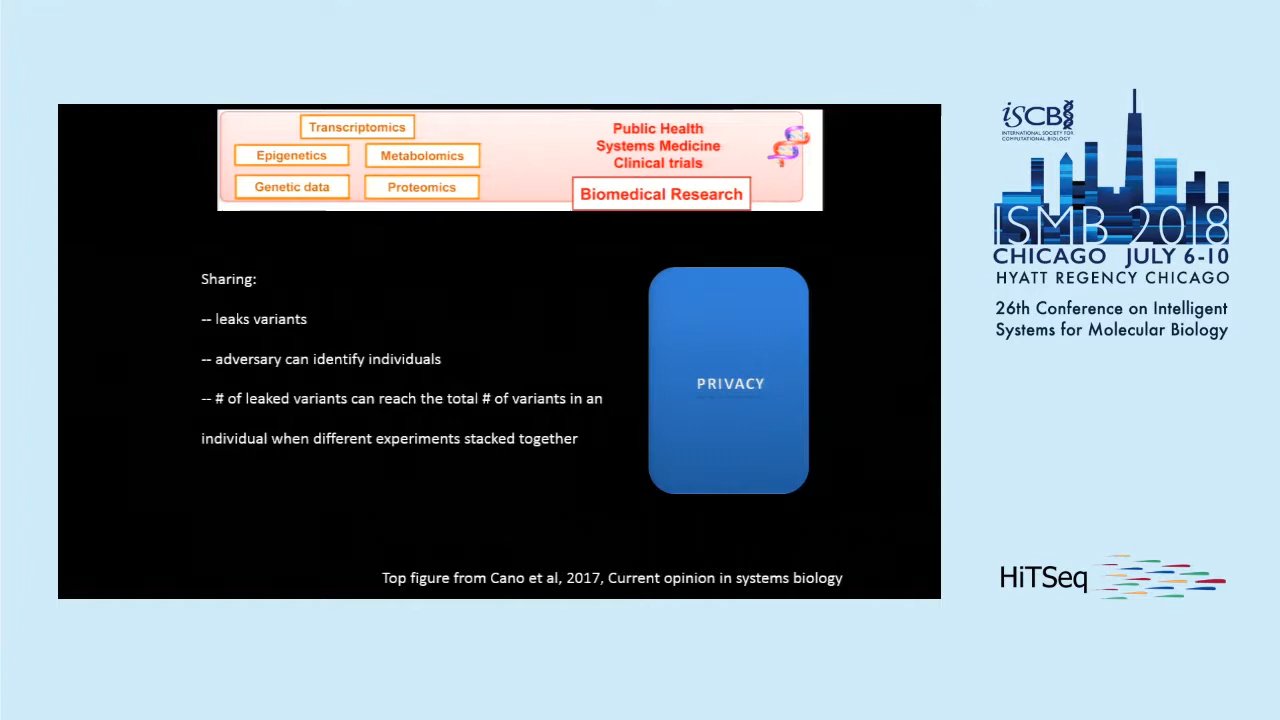 Transcriptomics
Epigenetics
Metabolomics
Genetic data
Proteomics
Public Health
Systems Medicine
Clinical trials
Biomedical Research
Sharing:
-- leaks variants
-- adversary can identify individuals
-- # of leaked variants can reach the total # of variants in an
individual when different experiments stacked together
PRIVACY
Top figure from Cano et al, 2017, Current opinion in systems biology
ISCB
INTERNATIONAL SOCIETY FOR
COMPUTATIONAL BIOLOGY
ISMB 2018
CHICAGO JULY 6-10
HYATT REGENCY CHICAGO
26th Conference on Intelligent
Systems for Molecular Biology
HiTSeq